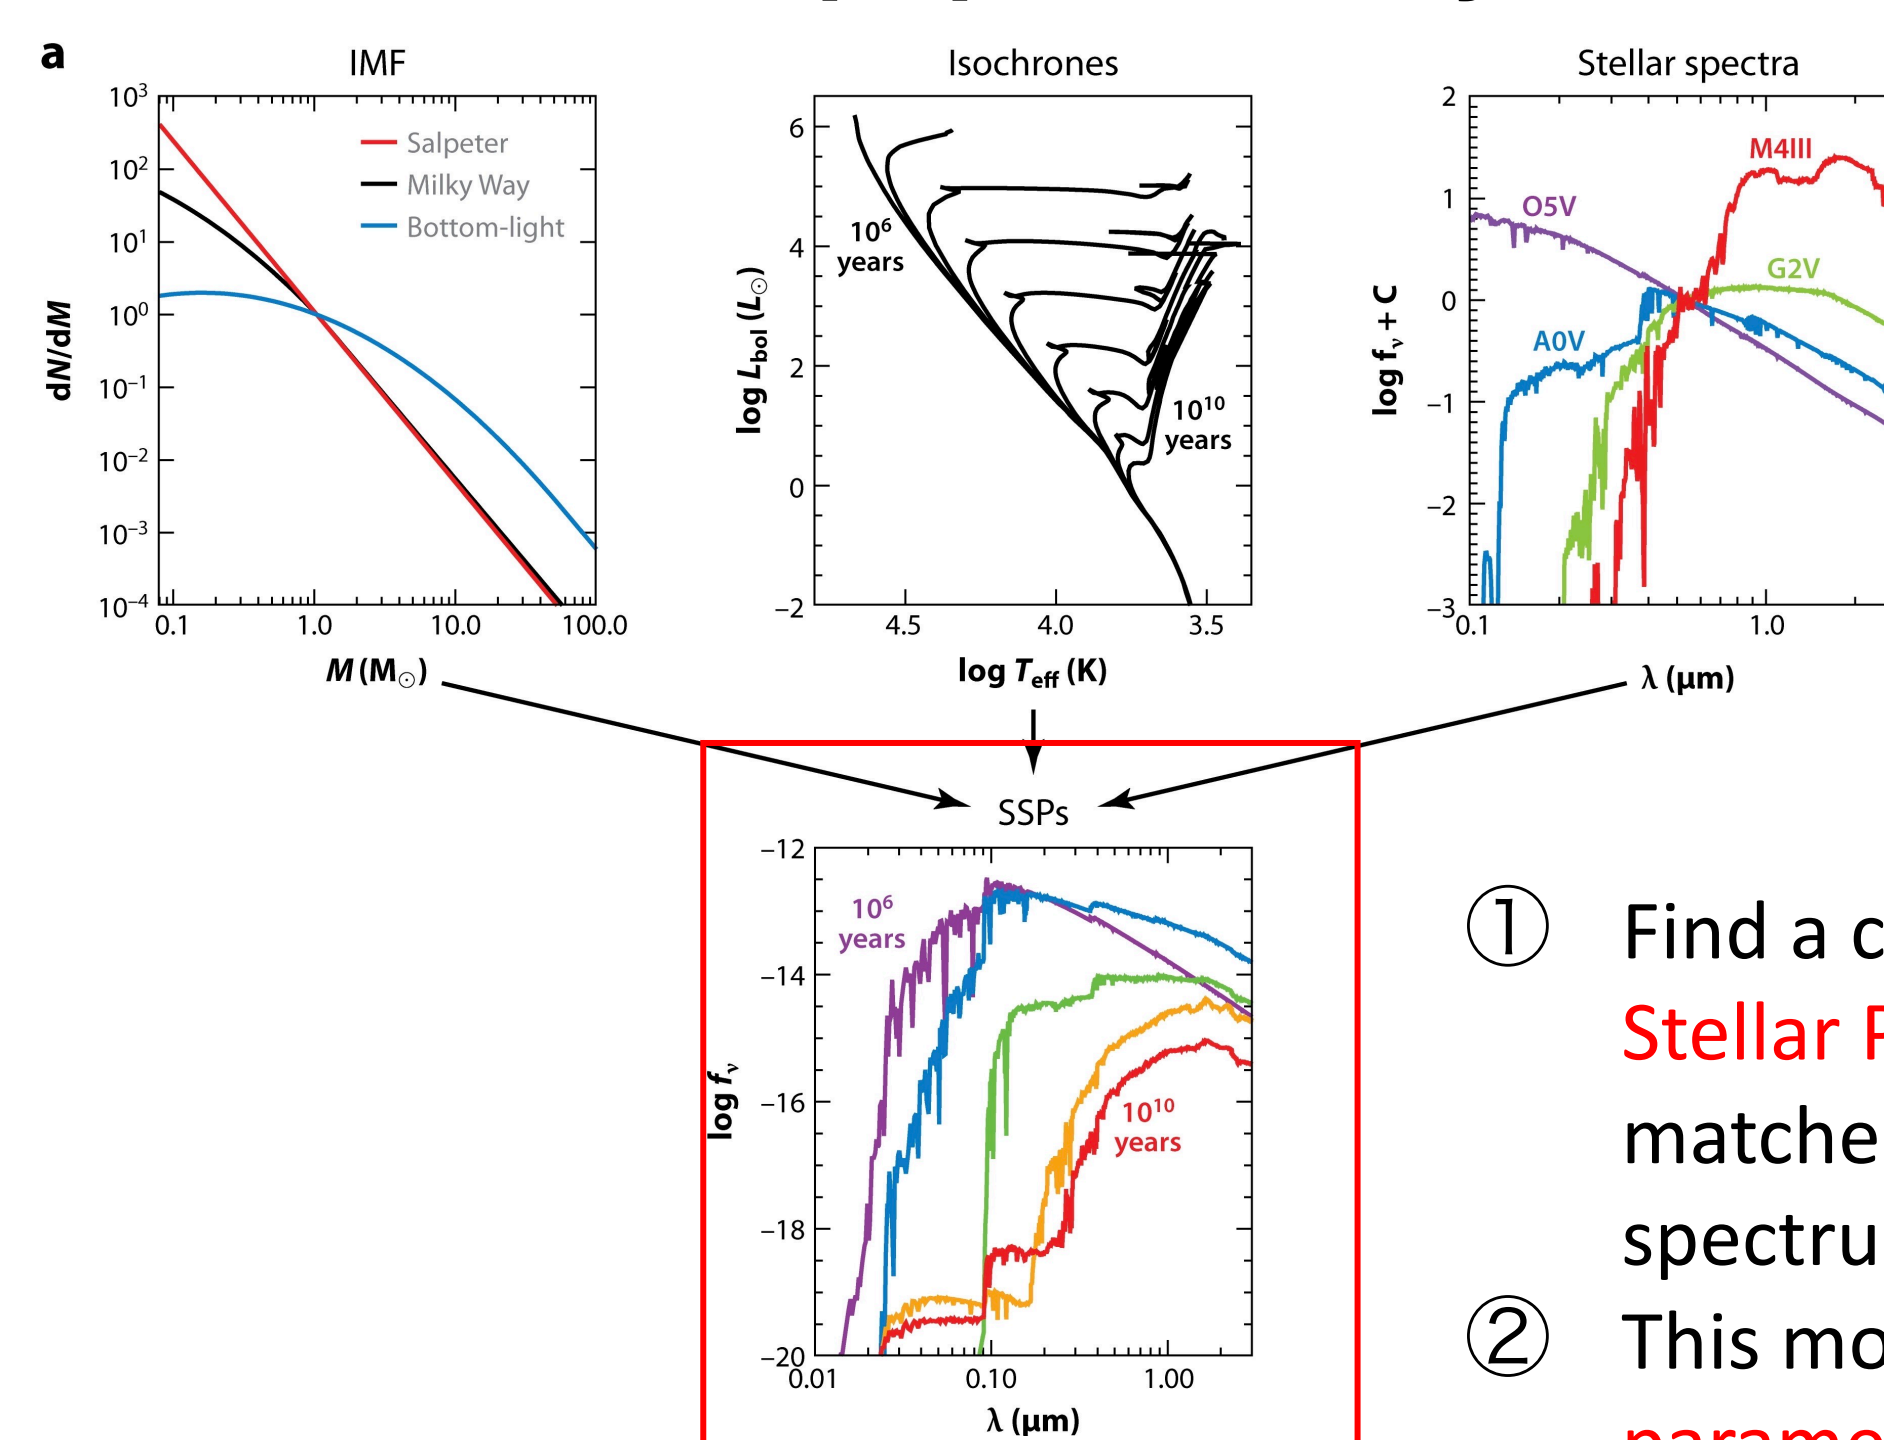 a
IMF
Isochrones
Stellar spectra
10³
10²
10¹
10⁰
10⁻¹
10⁻²
10⁻³
10⁻⁴
Salpeter
Milky Way
Bottom-light
dN/dM
0.1 1.0 10.0 100.0
M (M☉)
6
4
2
0
−2
10⁶
years
10¹⁰
years
log Lbol (L☉)
4.5 4.0 3.5
log Teff (K)
2
1
0
−1
−2
−3
M4III
O5V
G2V
A0V
log fν + C
0.1 1.0
λ (μm)
SSPs
−12
−14
−16
−18
−20
10⁶
years
10¹⁰
years
log fν
0.01 0.10 1.00
λ (μm)
① Find a c
Stellar P
matche
spectru
② This mo